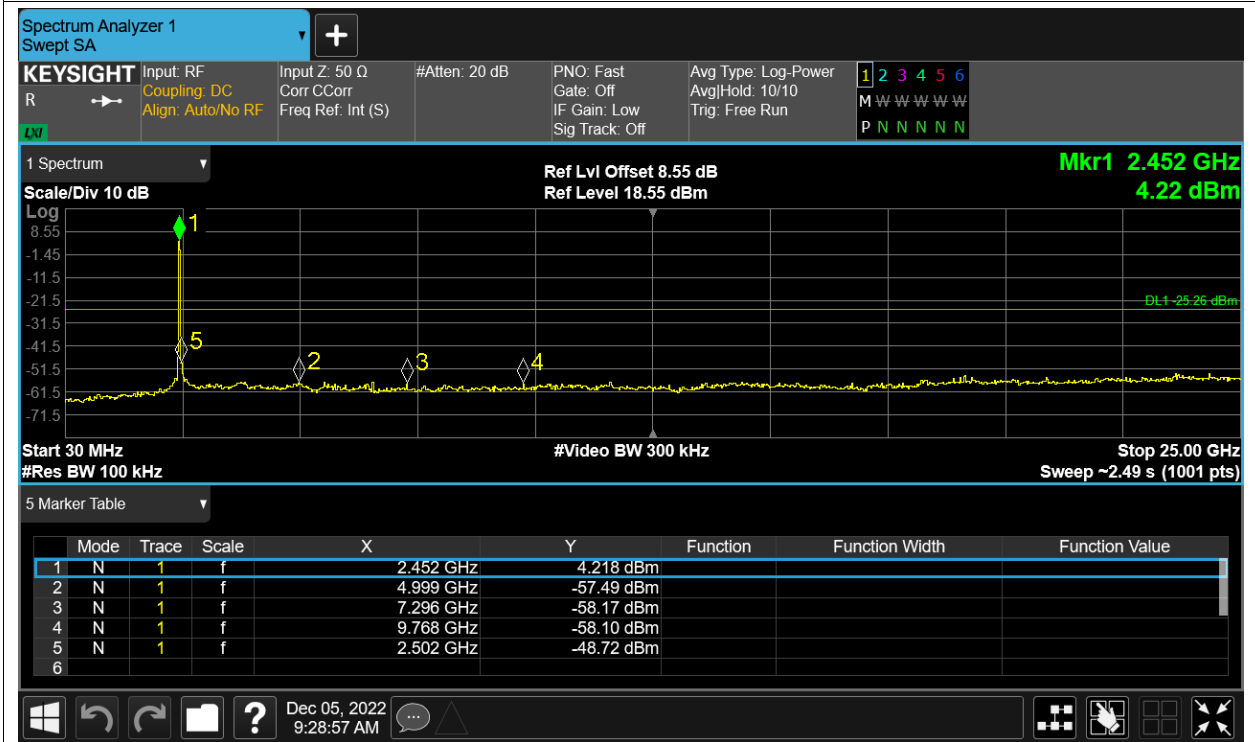 Spectrum Analyzer 1
Swept SA
+
KEYSIGHT
R
LXI
Input: RF
Coupling: DC
Align: Auto/No RF
Input Z: 50 Ω
Corr CCorr
Freq Ref: Int (S)
#Atten: 20 dB
PNO: Fast
Gate: Off
IF Gain: Low
Sig Track: Off
Avg Type: Log-Power
Avg|Hold: 10/10
Trig: Free Run
1 2 3 4 5 6
M W W W W W
P N N N N N
1 Spectrum
Scale/Div 10 dB
Ref Lvl Offset 8.55 dB
Ref Level 18.55 dBm
Mkr1 2.452 GHz
4.22 dBm
Log
8.55
-1.45
-11.5
-21.5
-31.5
-41.5
-51.5
-61.5
-71.5
1
5
2
3
4
DL1 -25.26 dBm
Start 30 MHz
#Video BW 300 kHz
Stop 25.00 GHz
#Res BW 100 kHz
Sweep ~2.49 s (1001 pts)
5 Marker Table
Mode Trace Scale X Y Function Function Width Function Value
1 N 1 f 2.452 GHz 4.218 dBm
2 N 1 f 4.999 GHz -57.49 dBm
3 N 1 f 7.296 GHz -58.17 dBm
4 N 1 f 9.768 GHz -58.10 dBm
5 N 1 f 2.502 GHz -48.72 dBm
6
?
Dec 05, 2022
9:28:57 AM